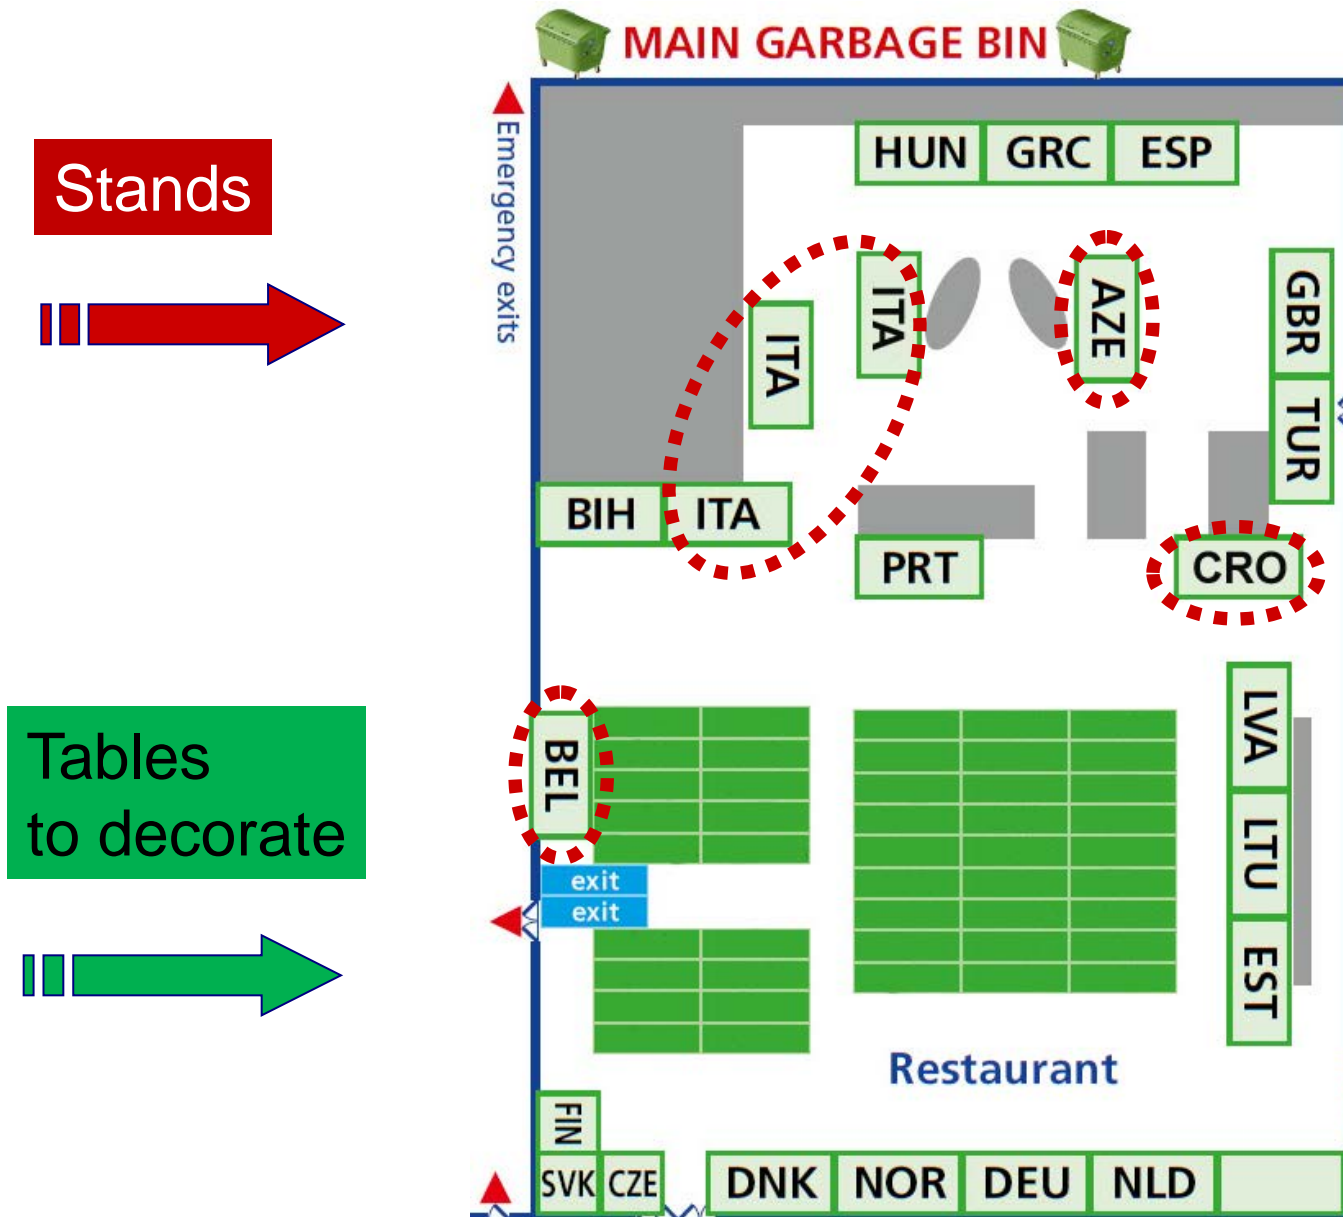 MAIN GARBAGE BIN
Stands
Emergency exits
HUN GRC ESP
ITA
ITA
AZE
GBR
TUR
BIH ITA
PRT
CRO
Tables
to decorate
BEL
exit
exit
LVA
LTU
EST
Restaurant
FIN
SVK CZE DNK NOR DEU NLD